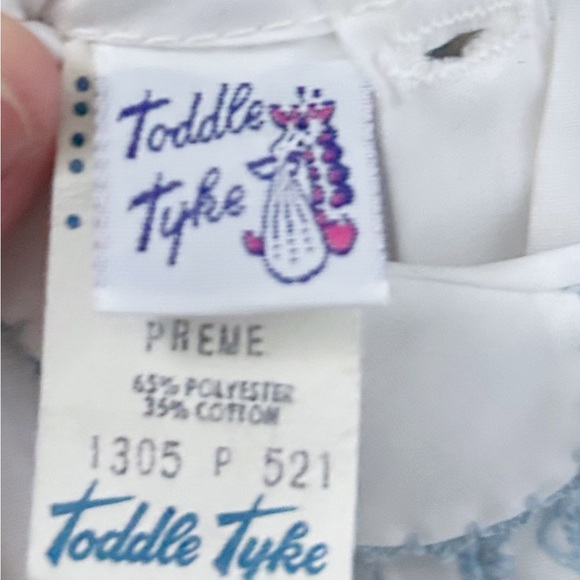 Toddle
Tyke
PREME
65% POLYESTER
35% COTTON
1305 P 521
Toddle Tyke